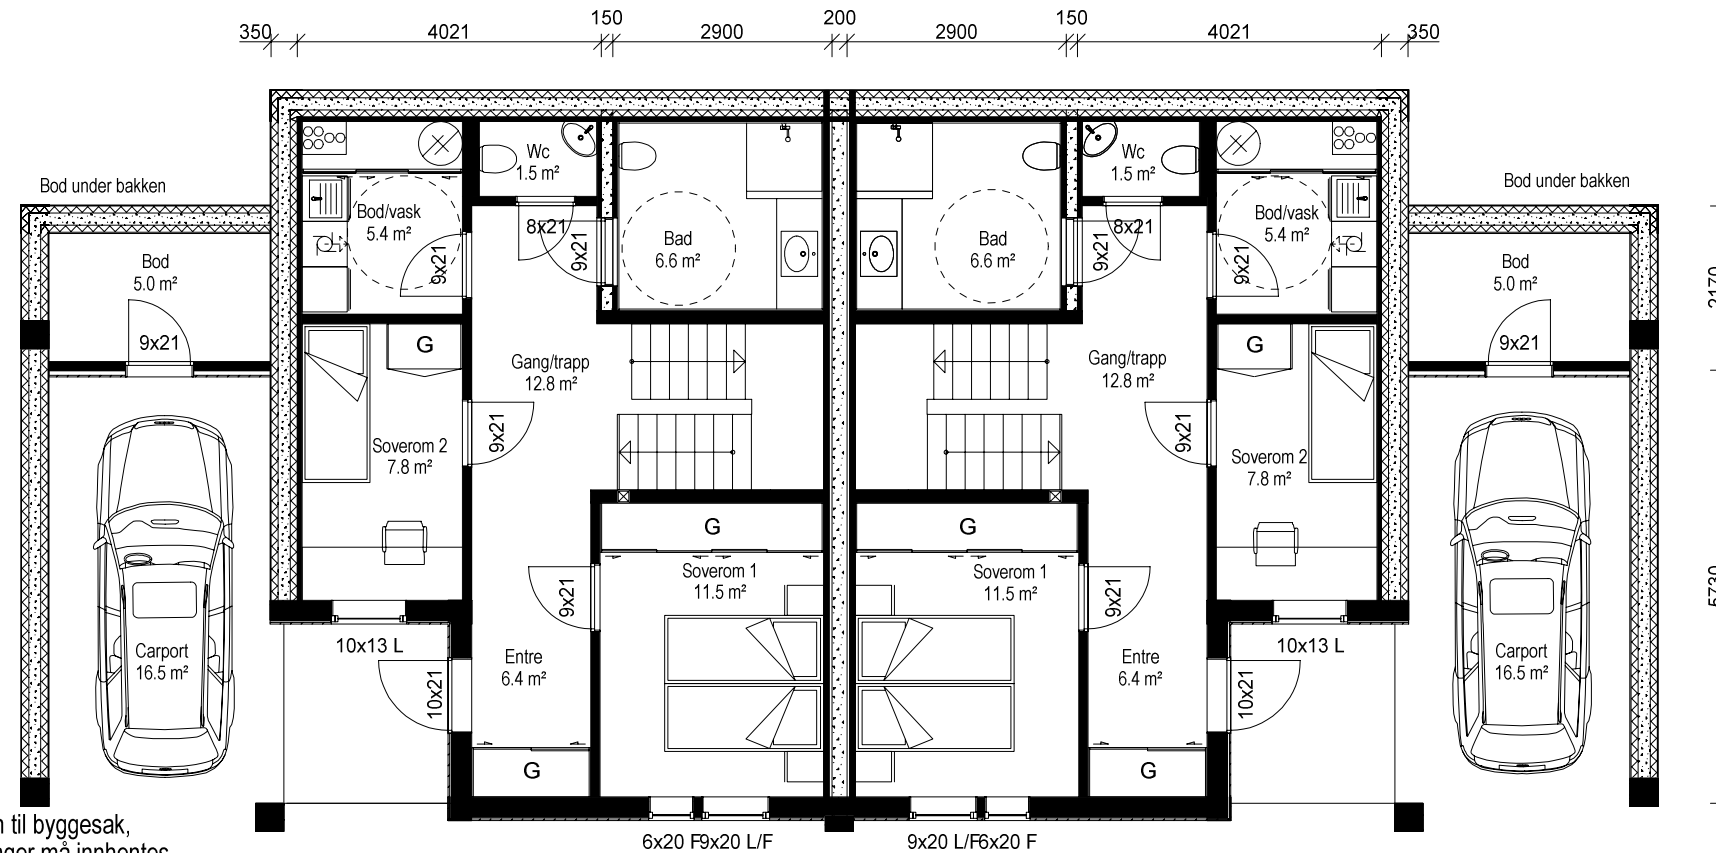 350 4021 150 2900 200 2900 150 4021 350
Bod under bakken
Bod under bakken
Wc
1.5 m²
Wc
1.5 m²
Bod/vask
5.4 m²
8x21
9x21
9x21
Bad
6.6 m²
Bad
6.6 m²
8x21
9x21
9x21
Bod/vask
5.4 m²
Bod
5.0 m²
9x21
Bod
5.0 m²
9x21
2170
G
Gang/trapp
12.8 m²
Gang/trapp
12.8 m²
G
Soverom 2
7.8 m²
9x21
9x21
Soverom 2
7.8 m²
G
G
Soverom 1
11.5 m²
Soverom 1
11.5 m²
9x21
9x21
5730
10x13 L
10x13 L
Carport
16.5 m²
Entre
6.4 m²
10x21
Entre
6.4 m²
10x21
Carport
16.5 m²
G
G
til byggesak,
må innhentes
6x20 F 9x20 L/F
9x20 L/F 6x20 F